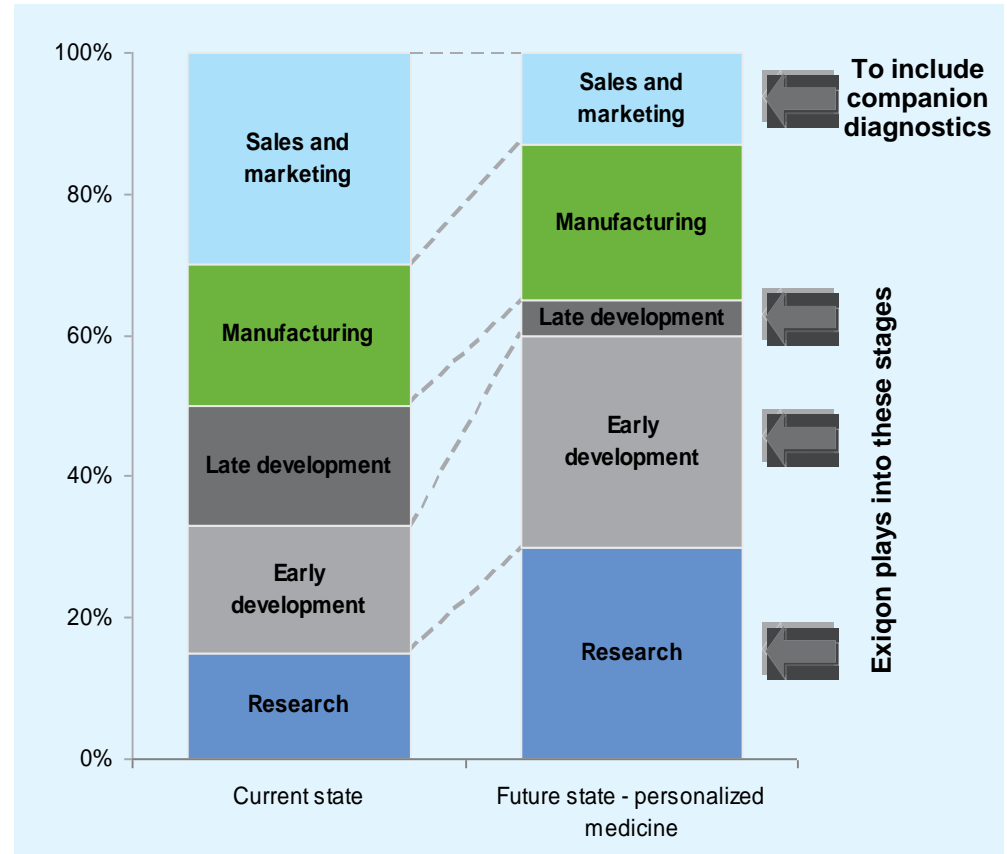 100%
80%
60%
40%
20%
0%
Sales and
marketing
Manufacturing
Late development
Early
development
Research
Sales and
marketing
Manufacturing
Late development
Early
development
Research
Current state
Future state - personalized
medicine
To include
companion
diagnostics
Exiqon plays into these stages